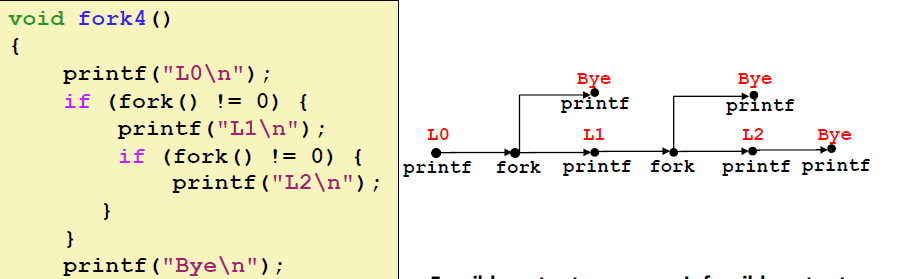 void fork4()
{
    printf("L0\n");
    if (fork() != 0) {
        printf("L1\n");
        if (fork() != 0) {
            printf("L2\n");
        }
    }
    printf("Bye\n");
Bye Bye
printf printf
L0 L1 L2 Bye
printf fork printf fork printf printf